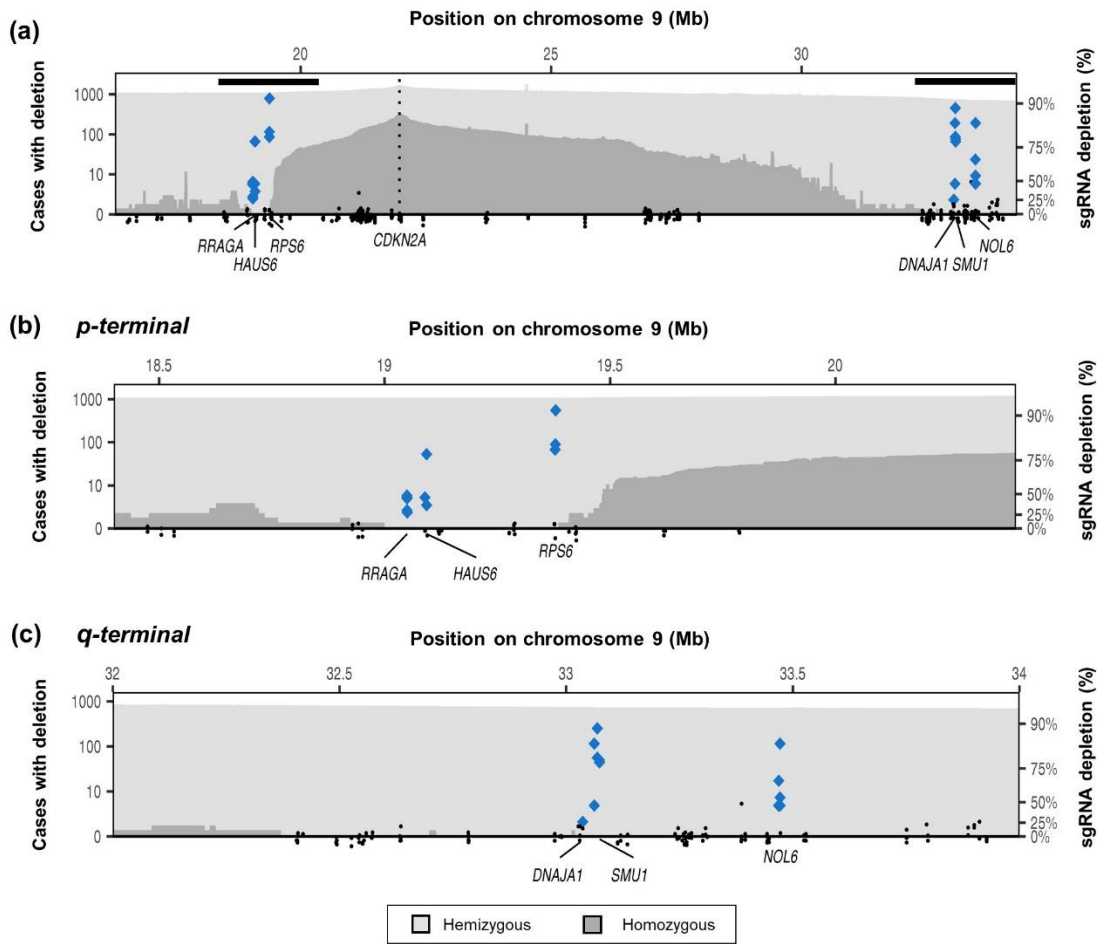 (a)
Position on chromosome 9 (Mb)
20 25 30
Cases with deletion
1000
100
10
0
sgRNA depletion (%)
90%
75%
50%
25%
0%
RRAGA RPS6
HAUS6
CDKN2A
NOL6
DNAJA1 SMU1
(b) p-terminal
Position on chromosome 9 (Mb)
18.5 19 19.5 20
Cases with deletion
1000
100
10
0
sgRNA depletion (%)
90%
75%
50%
25%
0%
RRAGA HAUS6 RPS6
(c) q-terminal
Position on chromosome 9 (Mb)
32 32.5 33 33.5 34
Cases with deletion
1000
100
10
0
sgRNA depletion (%)
90%
75%
50%
25%
0%
DNAJA1 SMU1 NOL6
Hemizygous Homozygous